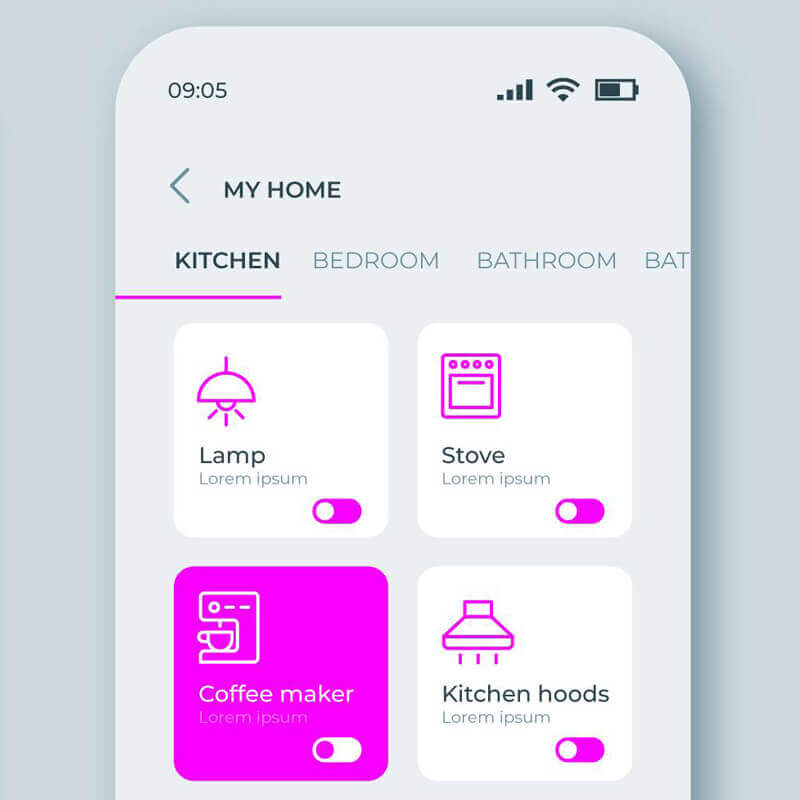 09:05
MY HOME
KITCHEN BEDROOM BATHROOM BAT
Lamp
Lorem ipsum
Stove
Lorem ipsum
Coffee maker
Lorem ipsum
Kitchen hoods
Lorem ipsum